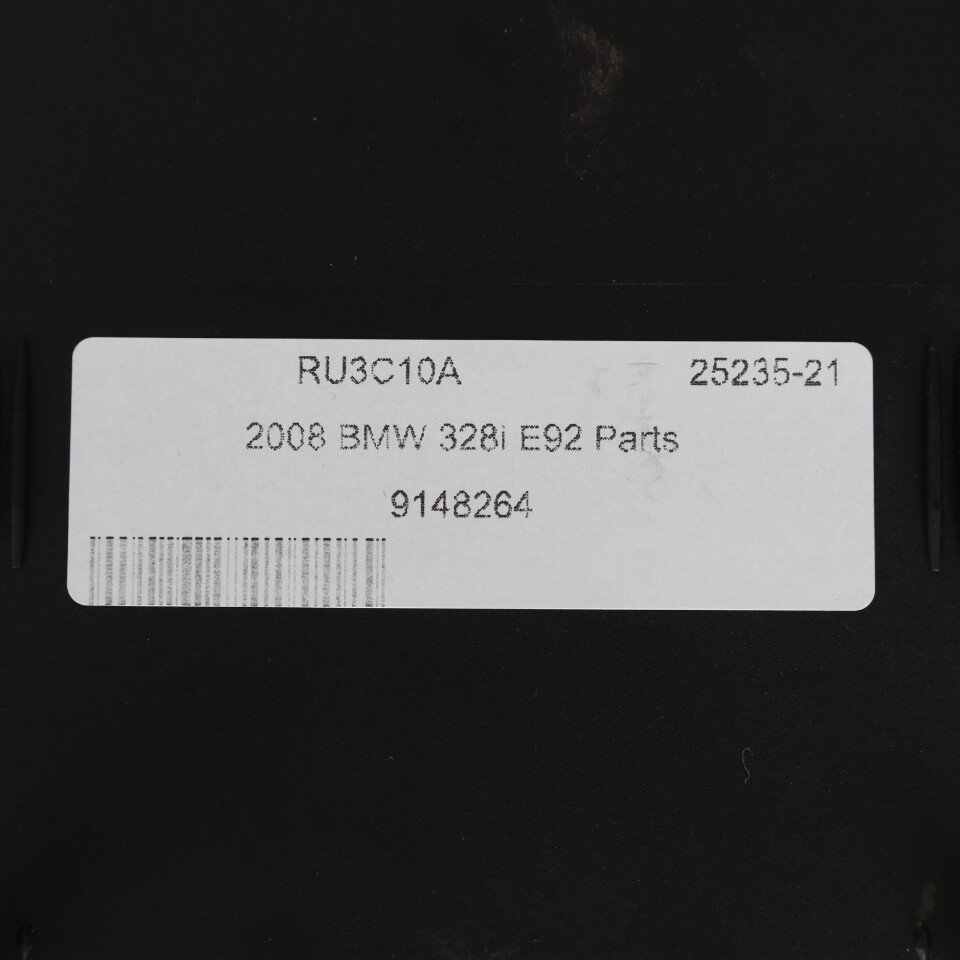 RU3C10A 25235-21
2008 BMW 328i E92 Parts
9148264